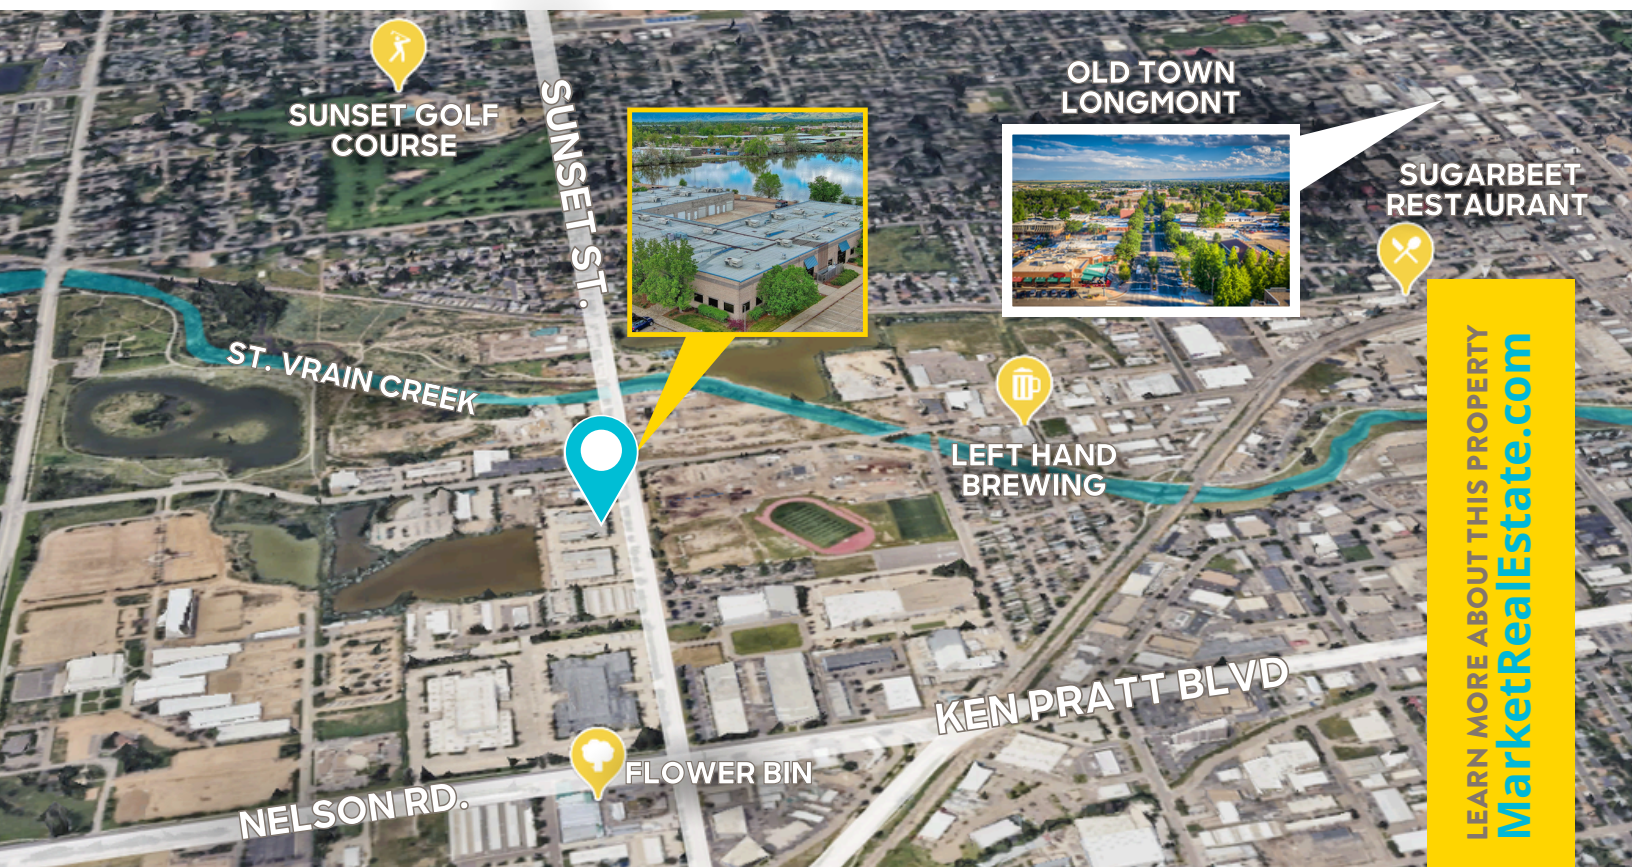 SUNSET GOLF
COURSE
SUNSET ST.
OLD TOWN
LONGMONT
SUGARBEET
RESTAURANT
ST. VRAIN CREEK
LEFT HAND
BREWING
KEN PRATT BLVD
FLOWER BIN
NELSON RD.
LEARN MORE ABOUT THIS PROPERTY
MarketRealEstate.com